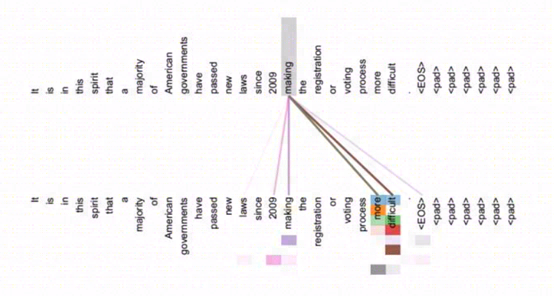 It is in this spirit that a majority of American governments have passed new laws since 2009 making the registration or voting process more difficult . <EOS> <pad> <pad> <pad> <pad> <pad> <pad>
It is in this spirit that a majority of American governments have passed new laws since 2009 making the registration or voting process more difficult . <EOS> <pad> <pad> <pad> <pad> <pad> <pad>